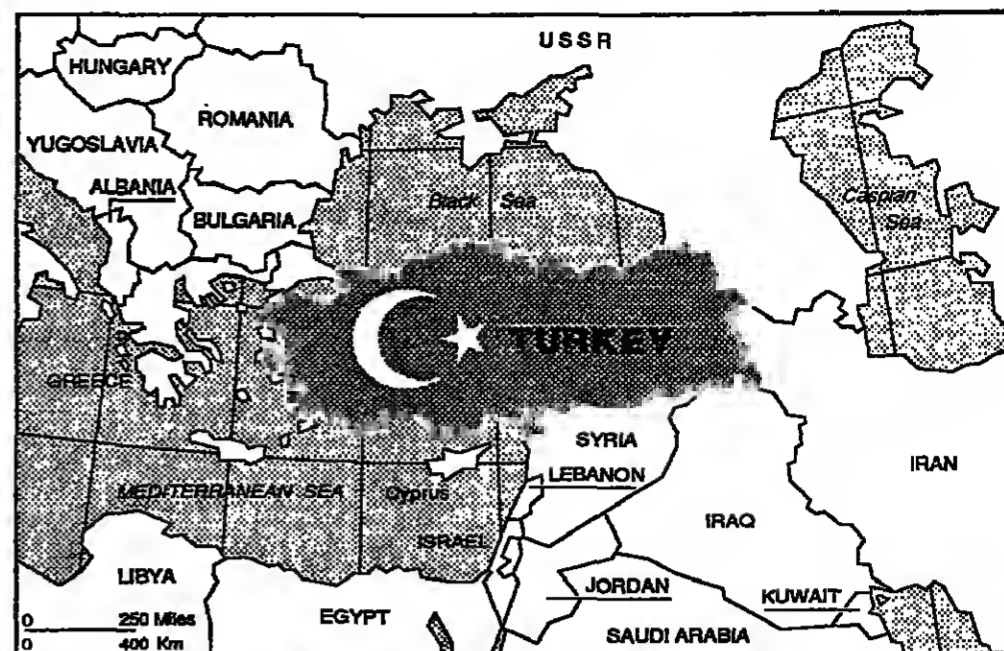 USSR
HUNGARY
ROMANIA
YUGOSLAVIA
ALBANIA
BULGARIA
Black Sea
Caspian
Sea
TURKEY
GREECE
SYRIA
LEBANON
IRAN
MEDITERRANEAN SEA
Cyprus
ISRAEL
IRAQ
LIBYA
JORDAN
KUWAIT
EGYPT
SAUDI ARABIA
0 250 Miles
0 400 Km